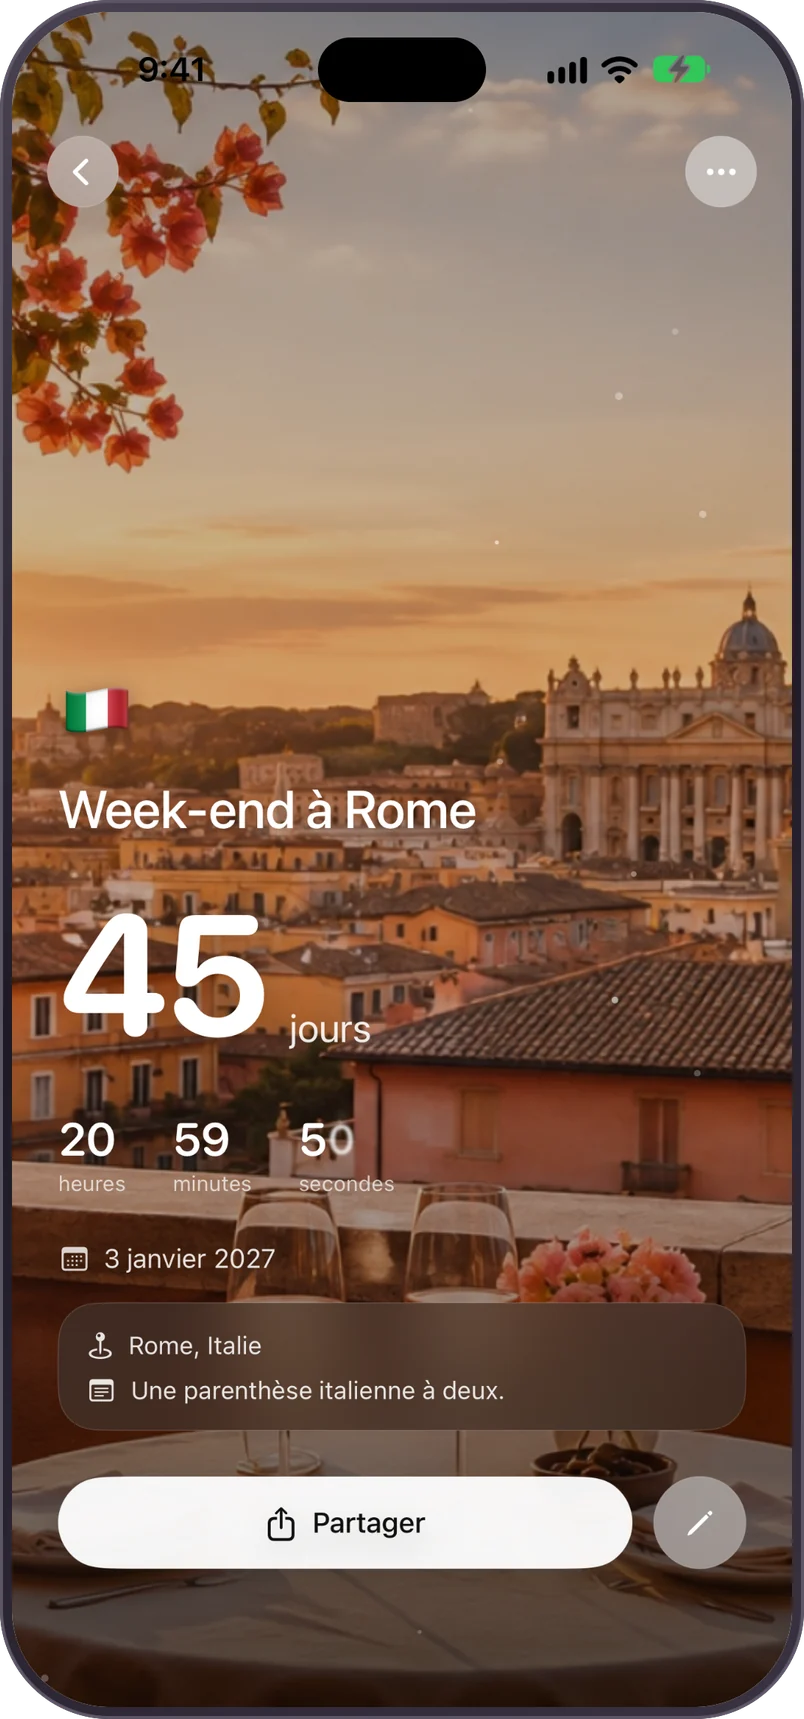 9:41
Week-end à Rome
45 jours
20 59 50
heures minutes secondes
3 janvier 2027
Rome, Italie
Une parenthèse italienne à deux.
Partager